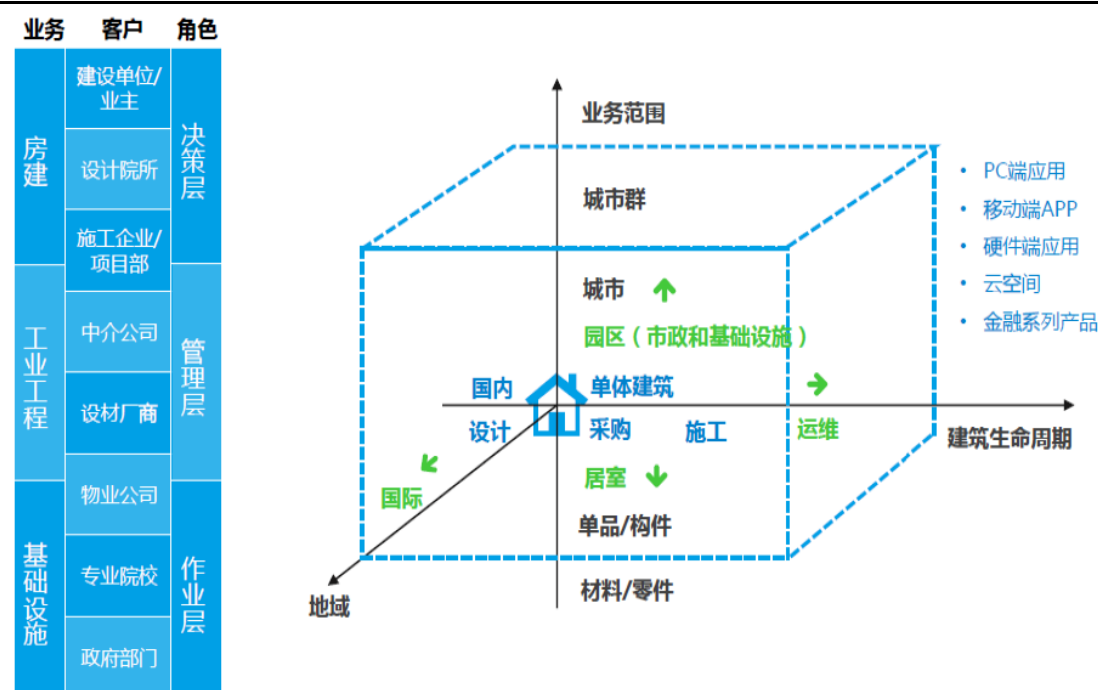 业务 客户 角色
房建
工业工程
基础设施
建设单位/
业主
设计院所
施工企业/
项目部
中介公司
设材厂商
物业公司
专业院校
政府部门
决策层
管理层
作业层
业务范围
城市群
城市
园区（市政和基础设施）
国内 单体建筑
设计 采购 施工 运维
建筑生命周期
居室
国际
单品/构件
材料/零件
地域
• PC端应用
• 移动端APP
• 硬件端应用
• 云空间
• 金融系列产品